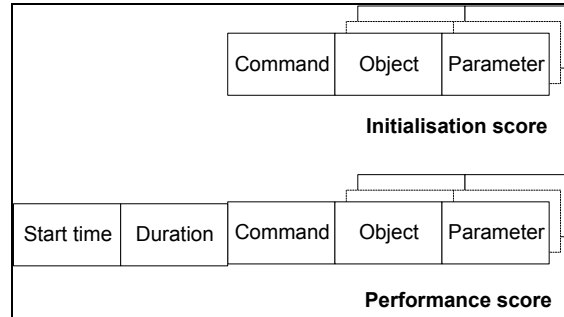 Command Object Parameter
Initialisation score
Start time Duration Command Object Parameter
Performance score